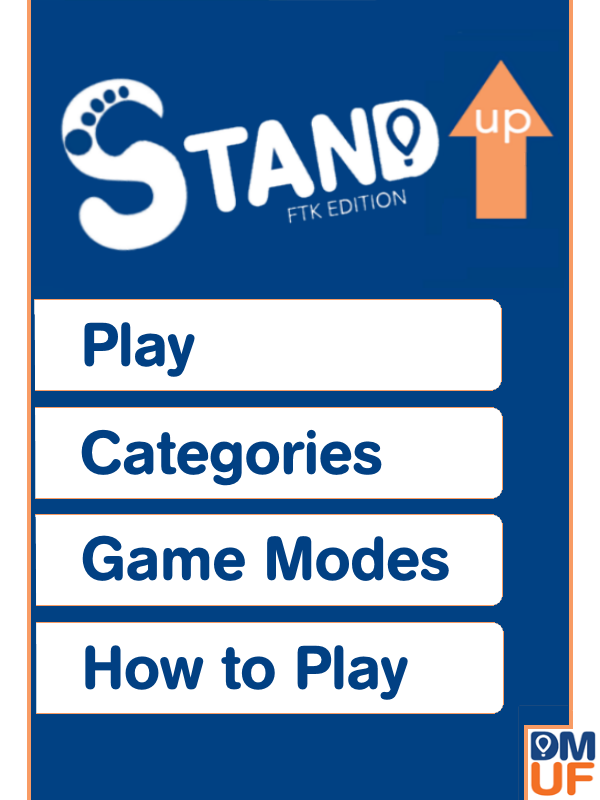 STAND up
FTK EDITION
Play
Categories
Game Modes
How to Play
DM
UF